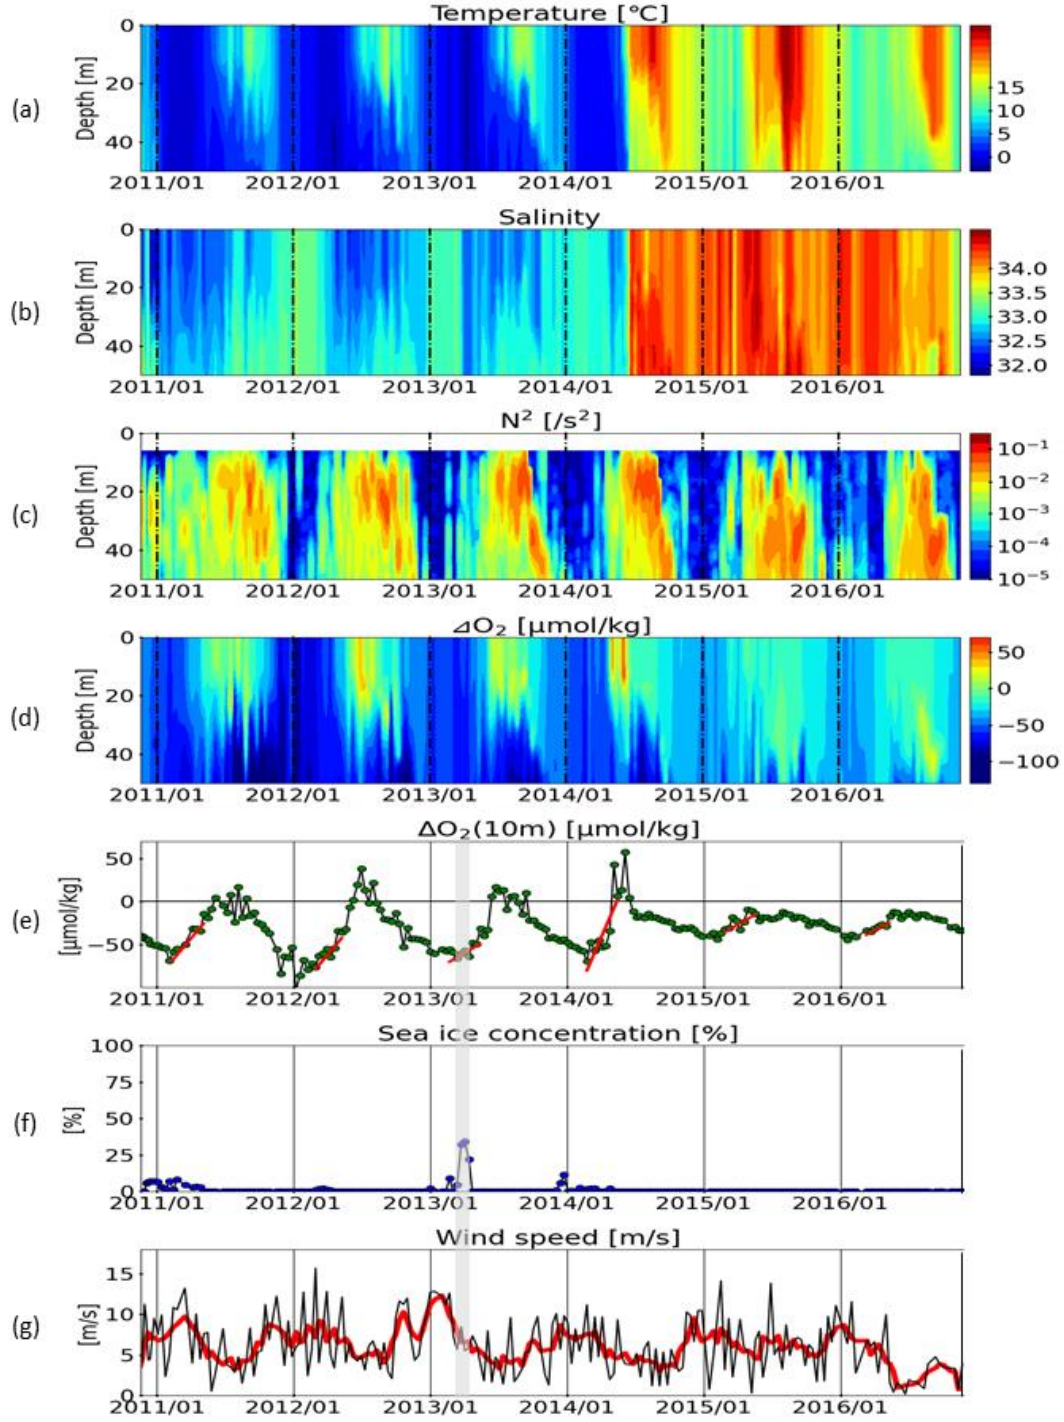 Temperature [°C]
(a)
Depth [m]
0
20
40
15
10
5
0
2011/01 2012/01 2013/01 2014/01 2015/01 2016/01
Salinity
(b)
Depth [m]
0
20
40
34.0
33.5
33.0
32.5
32.0
2011/01 2012/01 2013/01 2014/01 2015/01 2016/01
N² [/s²]
(c)
Depth [m]
0
20
40
10⁻¹
10⁻²
10⁻³
10⁻⁴
10⁻⁵
2011/01 2012/01 2013/01 2014/01 2015/01 2016/01
⊿O₂ [μmol/kg]
(d)
Depth [m]
0
20
40
50
0
−50
−100
2011/01 2012/01 2013/01 2014/01 2015/01 2016/01
ΔO₂(10m) [μmol/kg]
(e)
[μmol/kg]
50
0
−50
2011/01 2012/01 2013/01 2014/01 2015/01 2016/01
Sea ice concentration [%]
(f)
[%]
100
75
50
25
0
2011/01 2012/01 2013/01 2014/01 2015/01 2016/01
Wind speed [m/s]
(g)
[m/s]
15
10
5
0
2011/01 2012/01 2013/01 2014/01 2015/01 2016/01